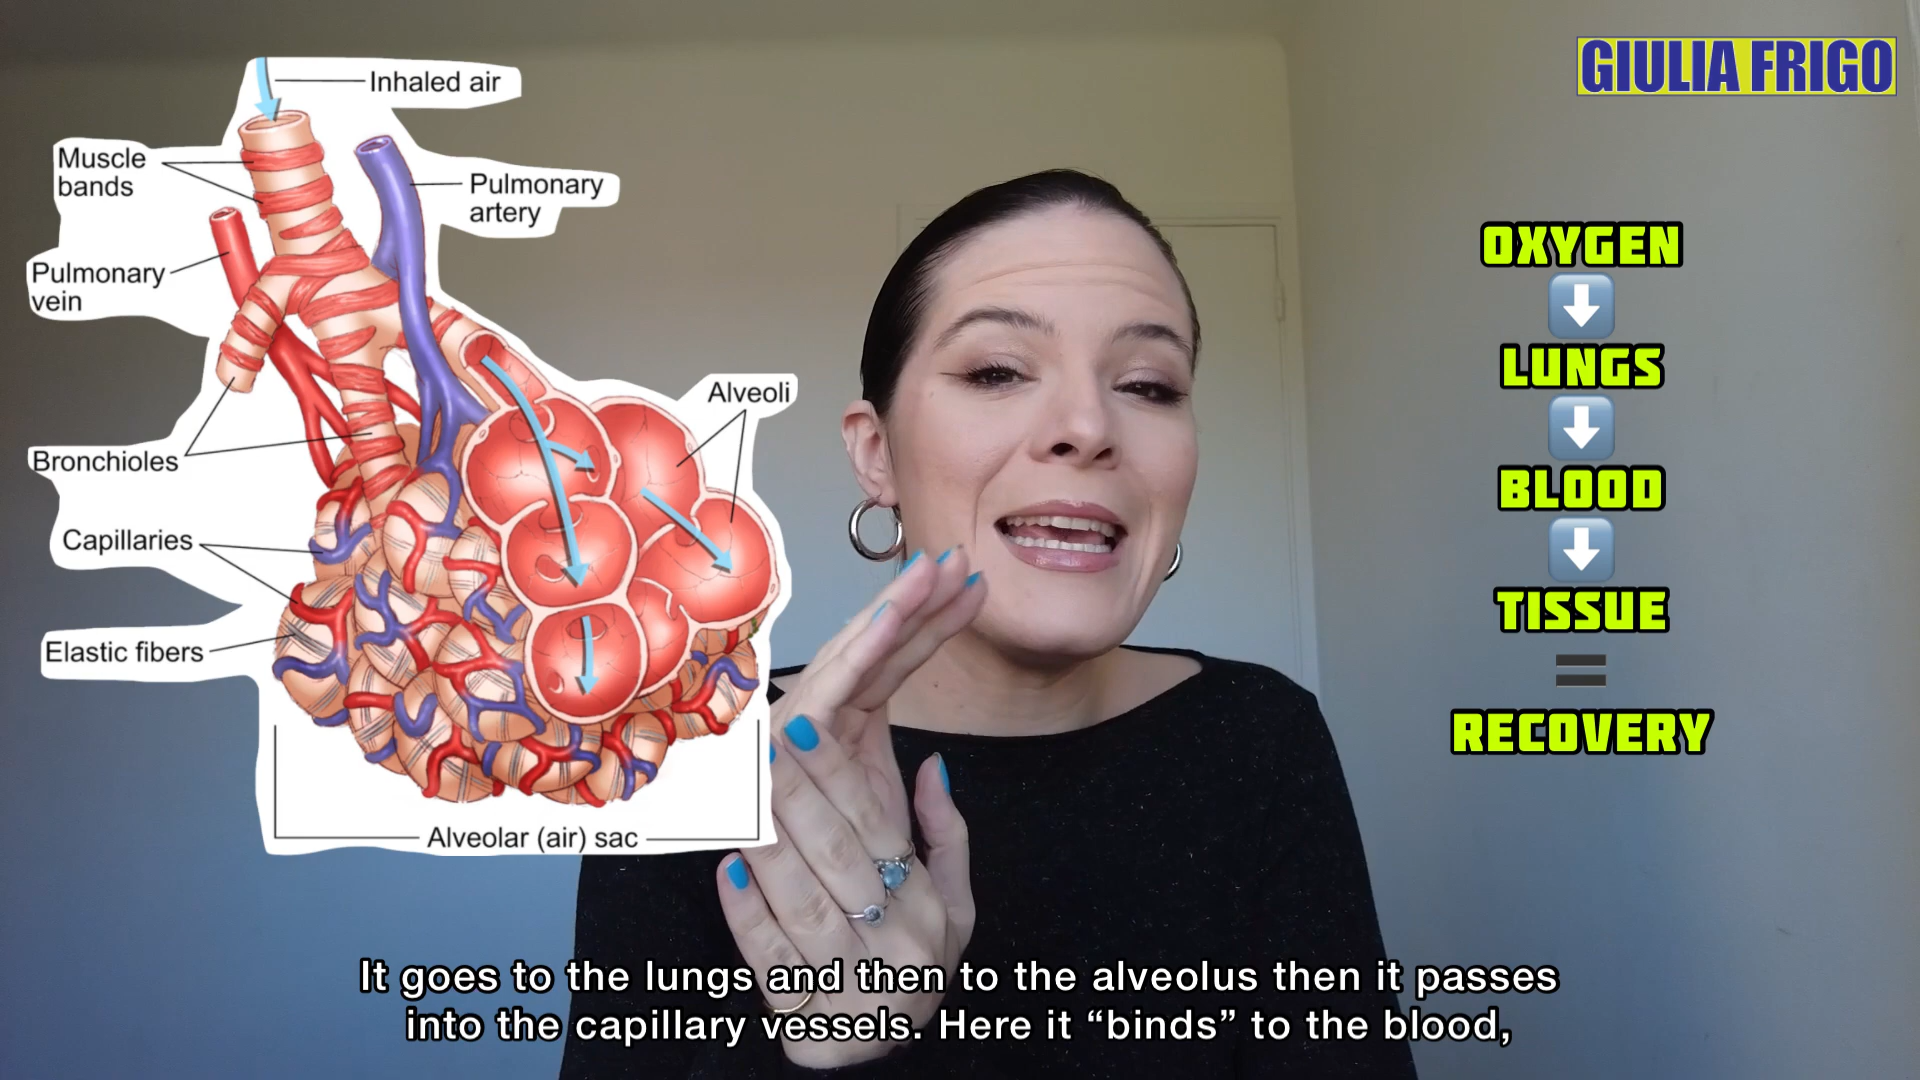 GIULIA FRIGO
Inhaled air
Muscle
bands
Pulmonary
artery
Pulmonary
vein
Alveoli
Bronchioles
Capillaries
Elastic fibers
Alveolar (air) sac
OXYGEN
LUNGS
BLOOD
TISSUE
=
RECOVERY
It goes to the lungs and then to the alveolus then it passes
into the capillary vessels. Here it “binds” to the blood,